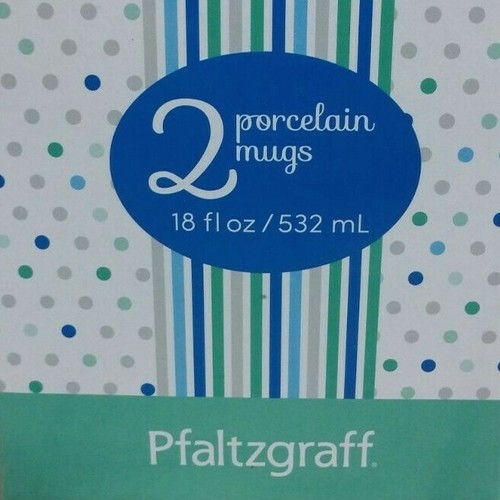 2 porcelain
mugs
18 fl oz / 532 mL
Pfaltzgraff